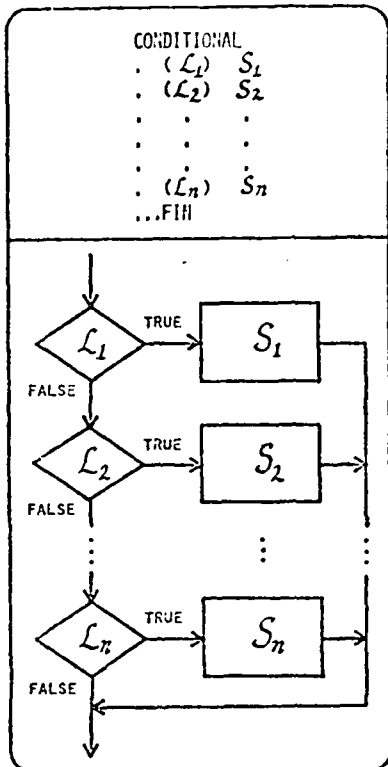 CONDITIONAL
. (ℒ₁) S₁
. (ℒ₂) S₂
. . .
. . .
. . .
. (ℒₙ) Sₙ
...FIN
ℒ₁ TRUE S₁
FALSE
ℒ₂ TRUE S₂
FALSE
⋮ ⋮ ⋮
ℒₙ TRUE Sₙ
FALSE